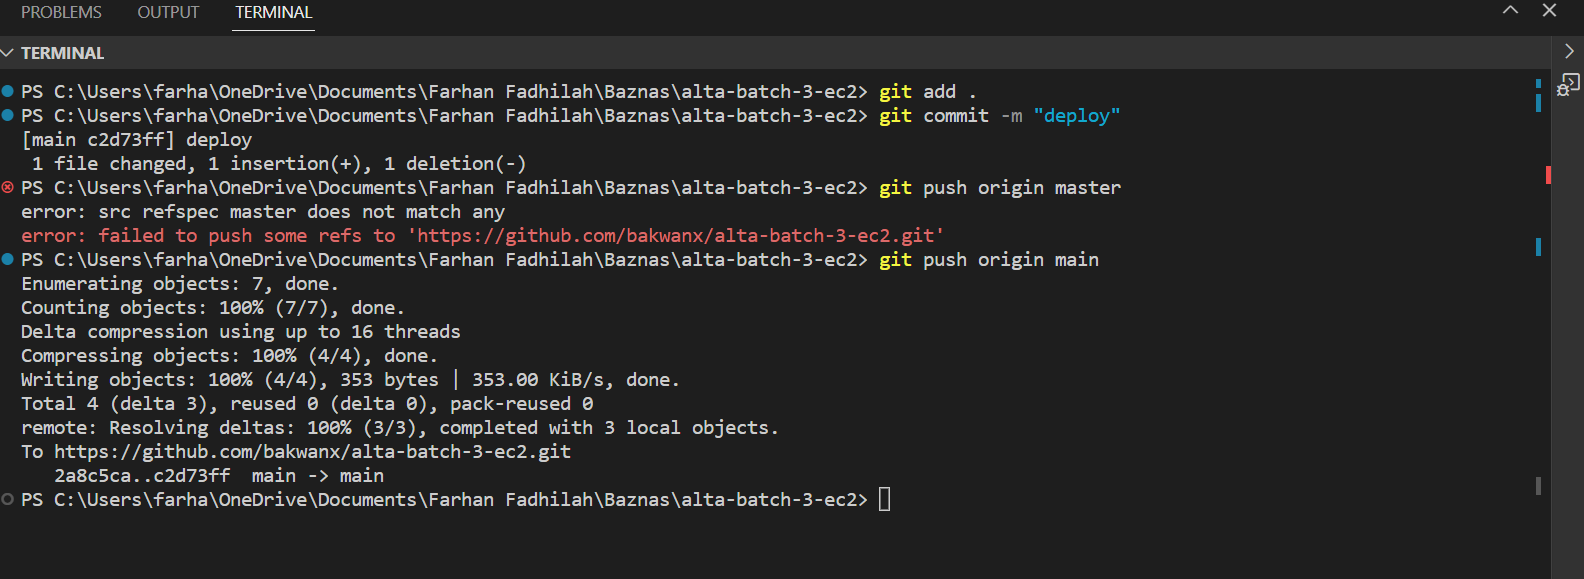 PROBLEMS OUTPUT TERMINAL
TERMINAL
PS C:\Users\farha\OneDrive\Documents\Farhan Fadhilah\Baznas\alta-batch-3-ec2> git add .
PS C:\Users\farha\OneDrive\Documents\Farhan Fadhilah\Baznas\alta-batch-3-ec2> git commit -m "deploy"
[main c2d73ff] deploy
 1 file changed, 1 insertion(+), 1 deletion(-)
PS C:\Users\farha\OneDrive\Documents\Farhan Fadhilah\Baznas\alta-batch-3-ec2> git push origin master
error: src refspec master does not match any
error: failed to push some refs to 'https://github.com/bakwanx/alta-batch-3-ec2.git'
PS C:\Users\farha\OneDrive\Documents\Farhan Fadhilah\Baznas\alta-batch-3-ec2> git push origin main
Enumerating objects: 7, done.
Counting objects: 100% (7/7), done.
Delta compression using up to 16 threads
Compressing objects: 100% (4/4), done.
Writing objects: 100% (4/4), 353 bytes | 353.00 KiB/s, done.
Total 4 (delta 3), reused 0 (delta 0), pack-reused 0
remote: Resolving deltas: 100% (3/3), completed with 3 local objects.
To https://github.com/bakwanx/alta-batch-3-ec2.git
   2a8c5ca..c2d73ff  main -> main
PS C:\Users\farha\OneDrive\Documents\Farhan Fadhilah\Baznas\alta-batch-3-ec2>